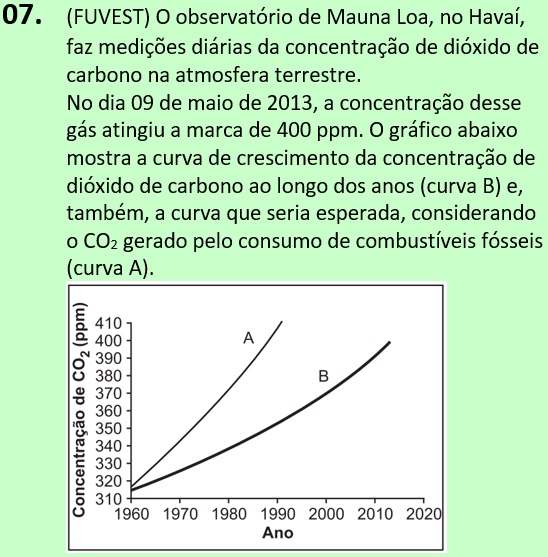 07. (FUVEST) O observatório de Mauna Loa, no Havaí,
faz medições diárias da concentração de dióxido de
carbono na atmosfera terrestre.
No dia 09 de maio de 2013, a concentração desse
gás atingiu a marca de 400 ppm. O gráfico abaixo
mostra a curva de crescimento da concentração de
dióxido de carbono ao longo dos anos (curva B) e,
também, a curva que seria esperada, considerando
o CO₂ gerado pelo consumo de combustíveis fósseis
(curva A).
Concentração de CO₂ (ppm)
410
400
390
380
370
360
350
340
330
320
310
A
B
1960 1970 1980 1990 2000 2010 2020
Ano